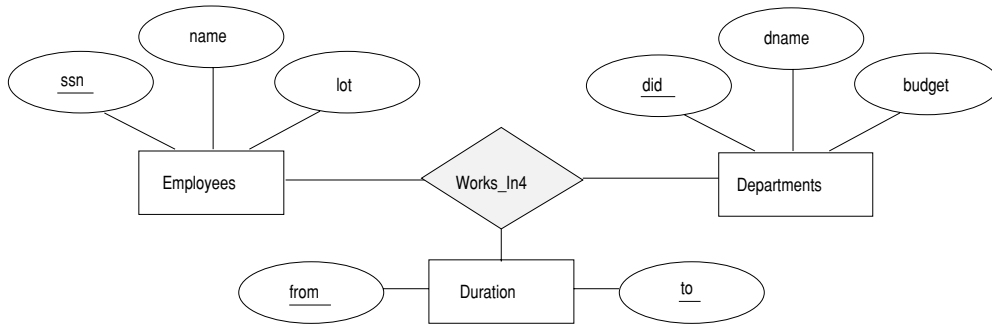 name
dname
ssn
lot
did
budget
Employees
Works_In4
Departments
from
Duration
to